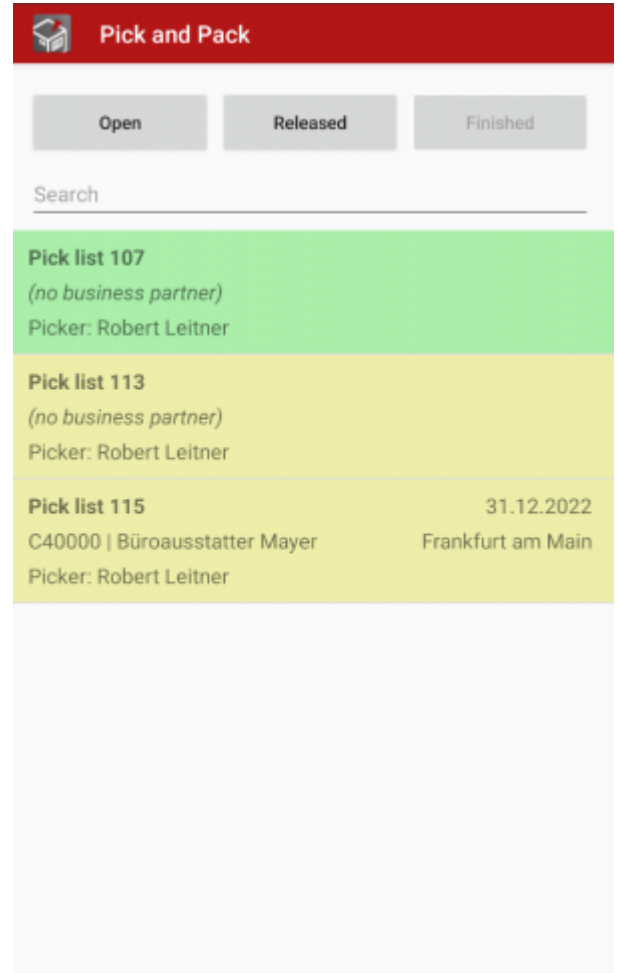 Pick and Pack
Open Released Finished
Search
Pick list 107
(no business partner)
Picker: Robert Leitner
Pick list 113
(no business partner)
Picker: Robert Leitner
Pick list 115 31.12.2022
C40000 | Büroausstatter Mayer Frankfurt am Main
Picker: Robert Leitner